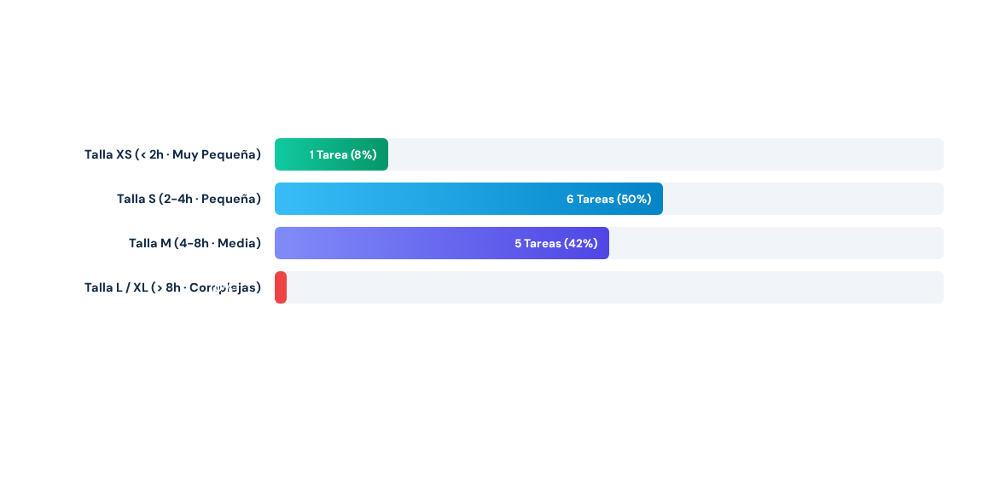 Talla XS (< 2h · Muy Pequeña)
1 Tarea (8%)
Talla S (2-4h · Pequeña)
6 Tareas (50%)
Talla M (4-8h · Media)
5 Tareas (42%)
Talla L / XL (> 8h · Complejas)